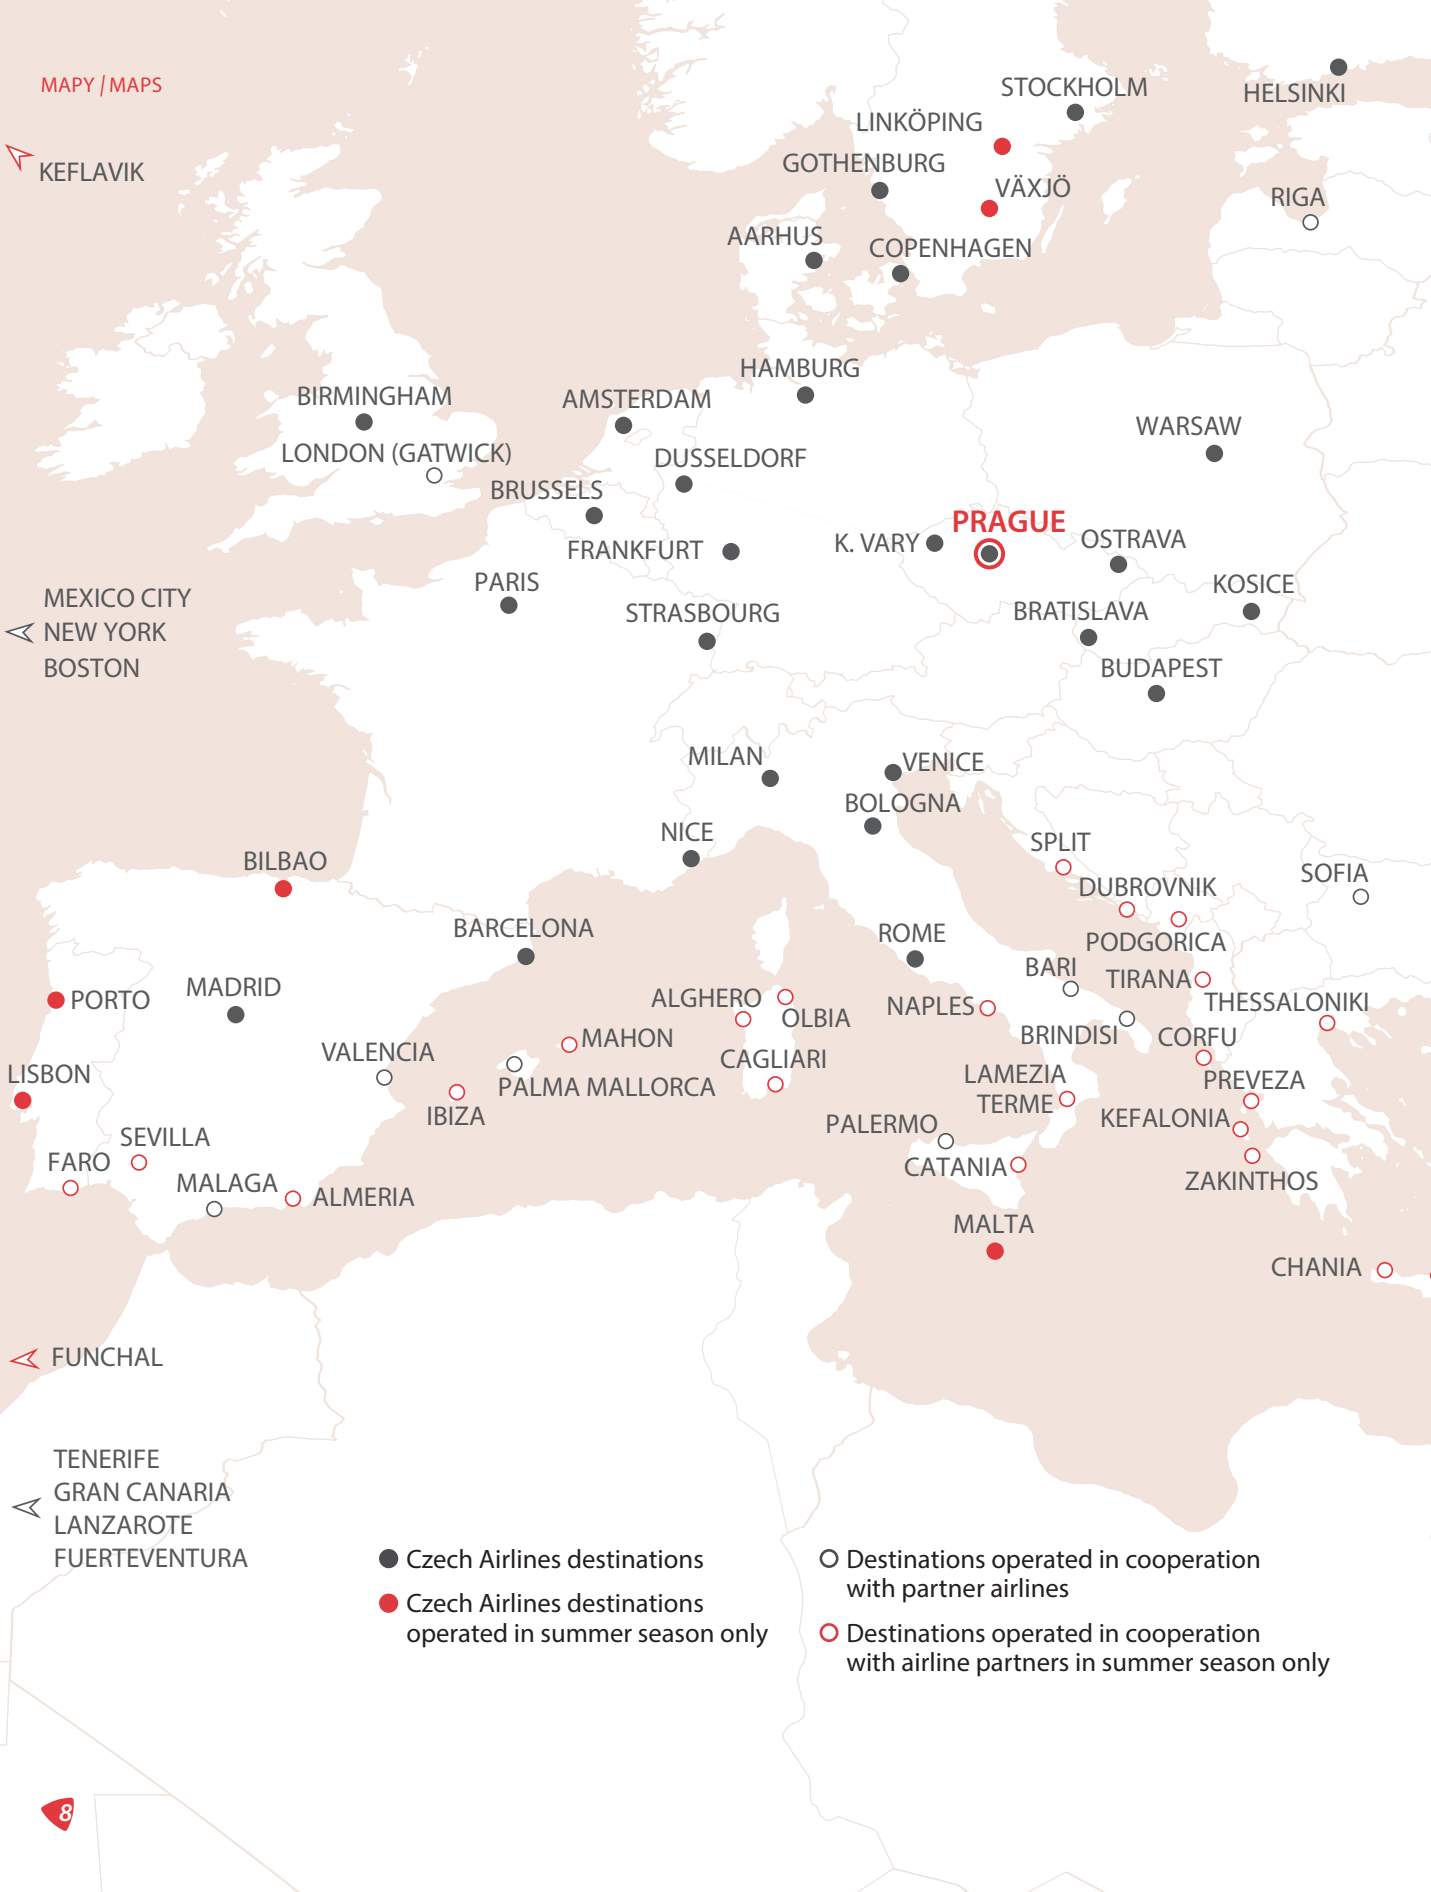 MAPY / MAPS
STOCKHOLM
HELSINKI
LINKÖPING
GOTHENBURG
KEFLAVIK
VÄXJÖ
RIGA
AARHUS
COPENHAGEN
HAMBURG
BIRMINGHAM
AMSTERDAM
WARSAW
LONDON (GATWICK)
DUSSELDORF
BRUSSELS
PRAGUE
FRANKFURT
K. VARY
OSTRAVA
PARIS
KOSICE
MEXICO CITY
NEW YORK
BOSTON
STRASBOURG
BRATISLAVA
BUDAPEST
MILAN
VENICE
BOLOGNA
NICE
SPLIT
BILBAO
SOFIA
DUBROVNIK
BARCELONA
ROME
PODGORICA
BARI
TIRANA
MADRID
PORTO
ALGHERO
OLBIA
NAPLES
THESSALONIKI
BRINDISI
CORFU
MAHON
VALENCIA
CAGLIARI
LISBON
PALMA MALLORCA
LAMEZIA
TERME
PREVEZA
IBIZA
KEFALONIA
PALERMO
SEVILLA
FARO
CATANIA
ZAKINTHOS
MALAGA
ALMERIA
MALTA
CHANIA
FUNCHAL
TENERIFE
GRAN CANARIA
LANZAROTE
FUERTEVENTURA
Czech Airlines destinations
Czech Airlines destinations
operated in summer season only
Destinations operated in cooperation
with partner airlines
Destinations operated in cooperation
with airline partners in summer season only
8